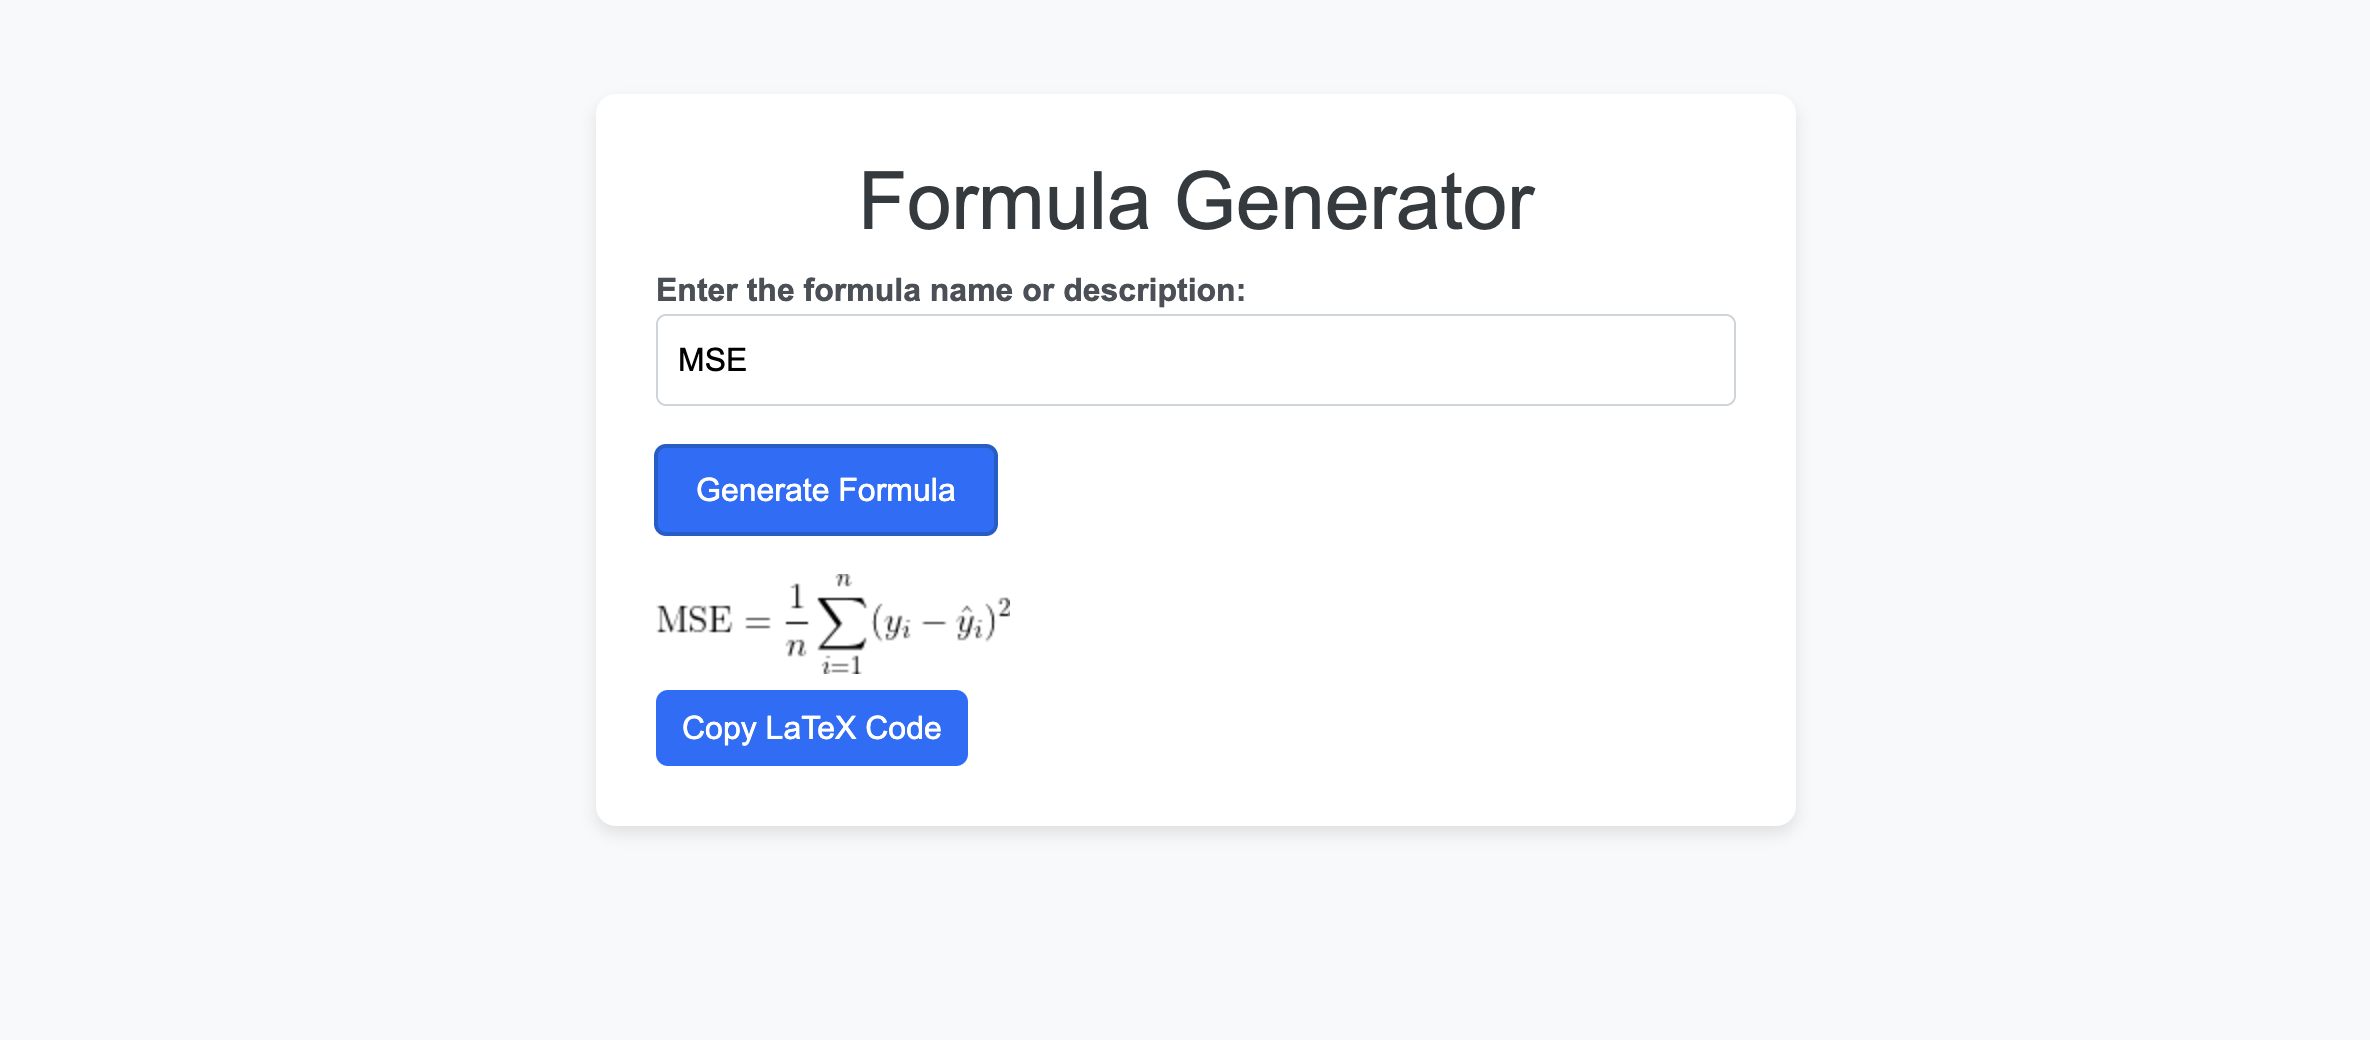 Formula Generator
Enter the formula name or description:
MSE
Generate Formula
MSE = \frac{1}{n} \sum_{i=1}^{n} (y_i - \hat{y}_i)^2
Copy LaTeX Code